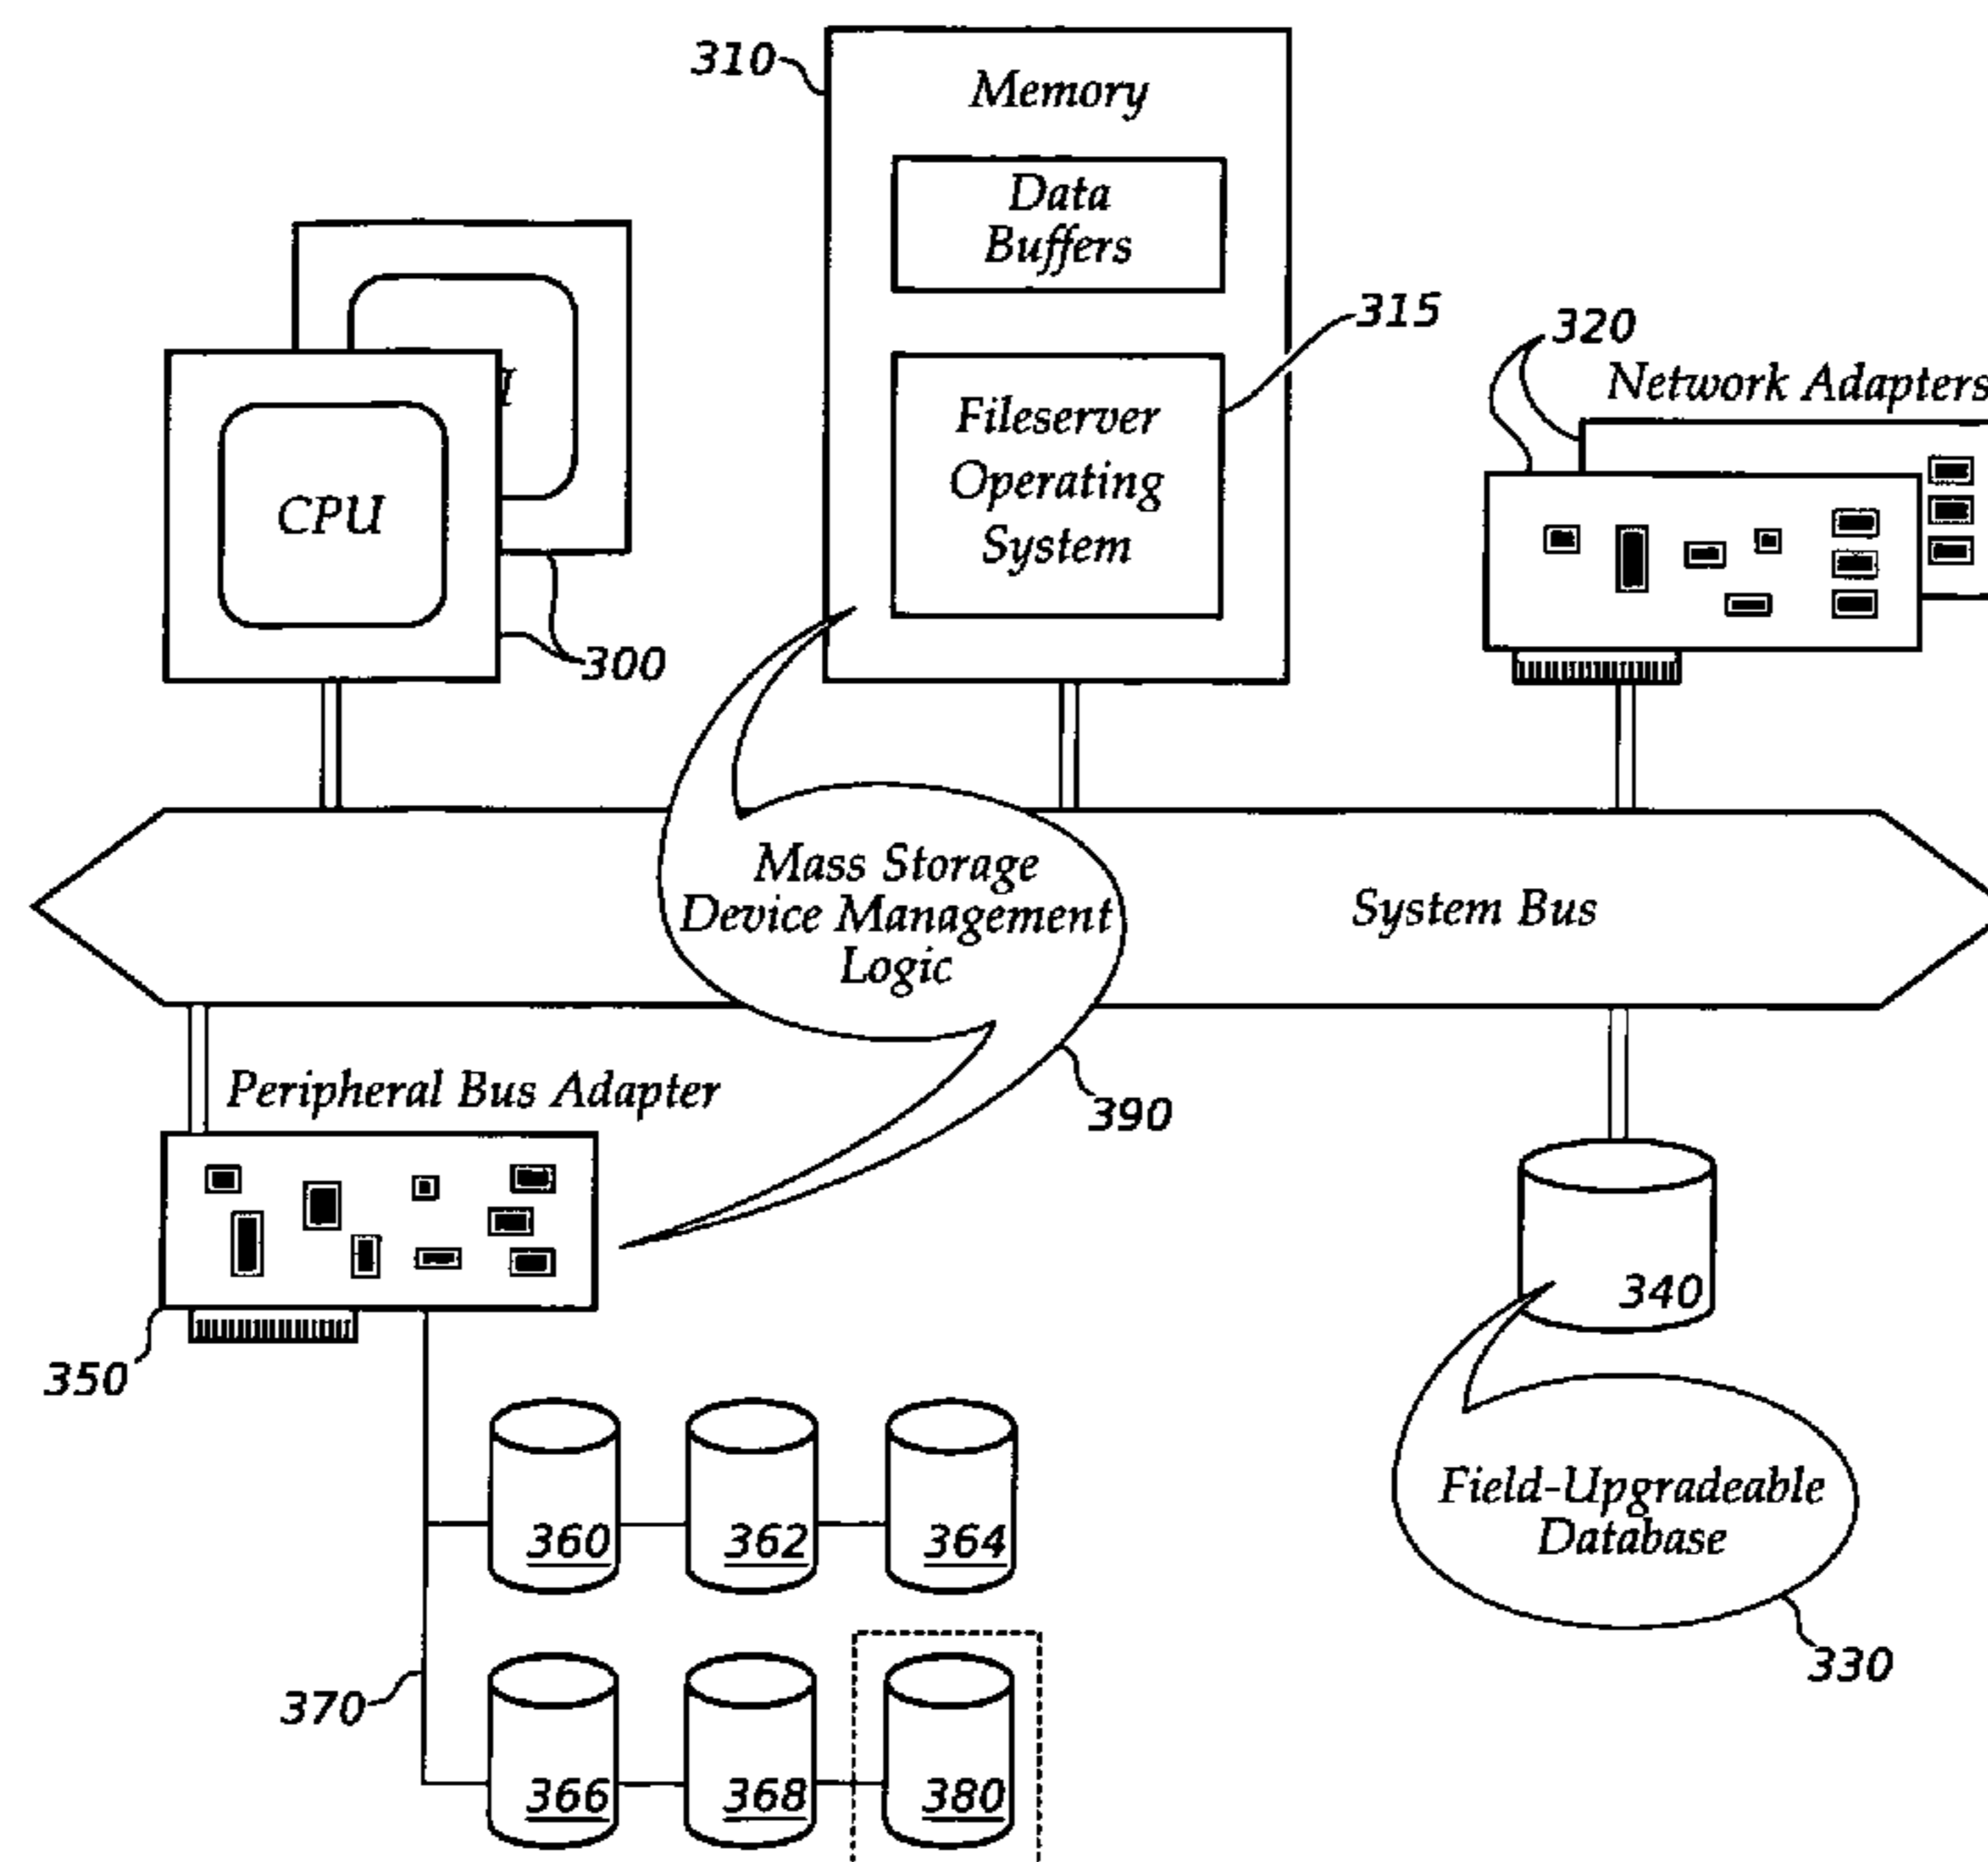 310
Memory
Data
Buffers
315
320
Network Adapters
Fileserver
Operating
System
CPU
300
Mass Storage
Device Management
Logic
System Bus
Peripheral Bus Adapter
390
340
350
360
362
364
Field-Upgradeable
Database
330
370
366
368
380